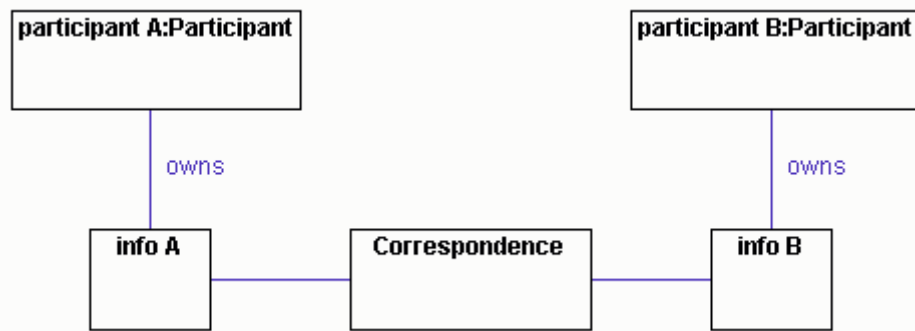 participant A:Participant
participant B:Participant
owns
owns
info A
Correspondence
info B